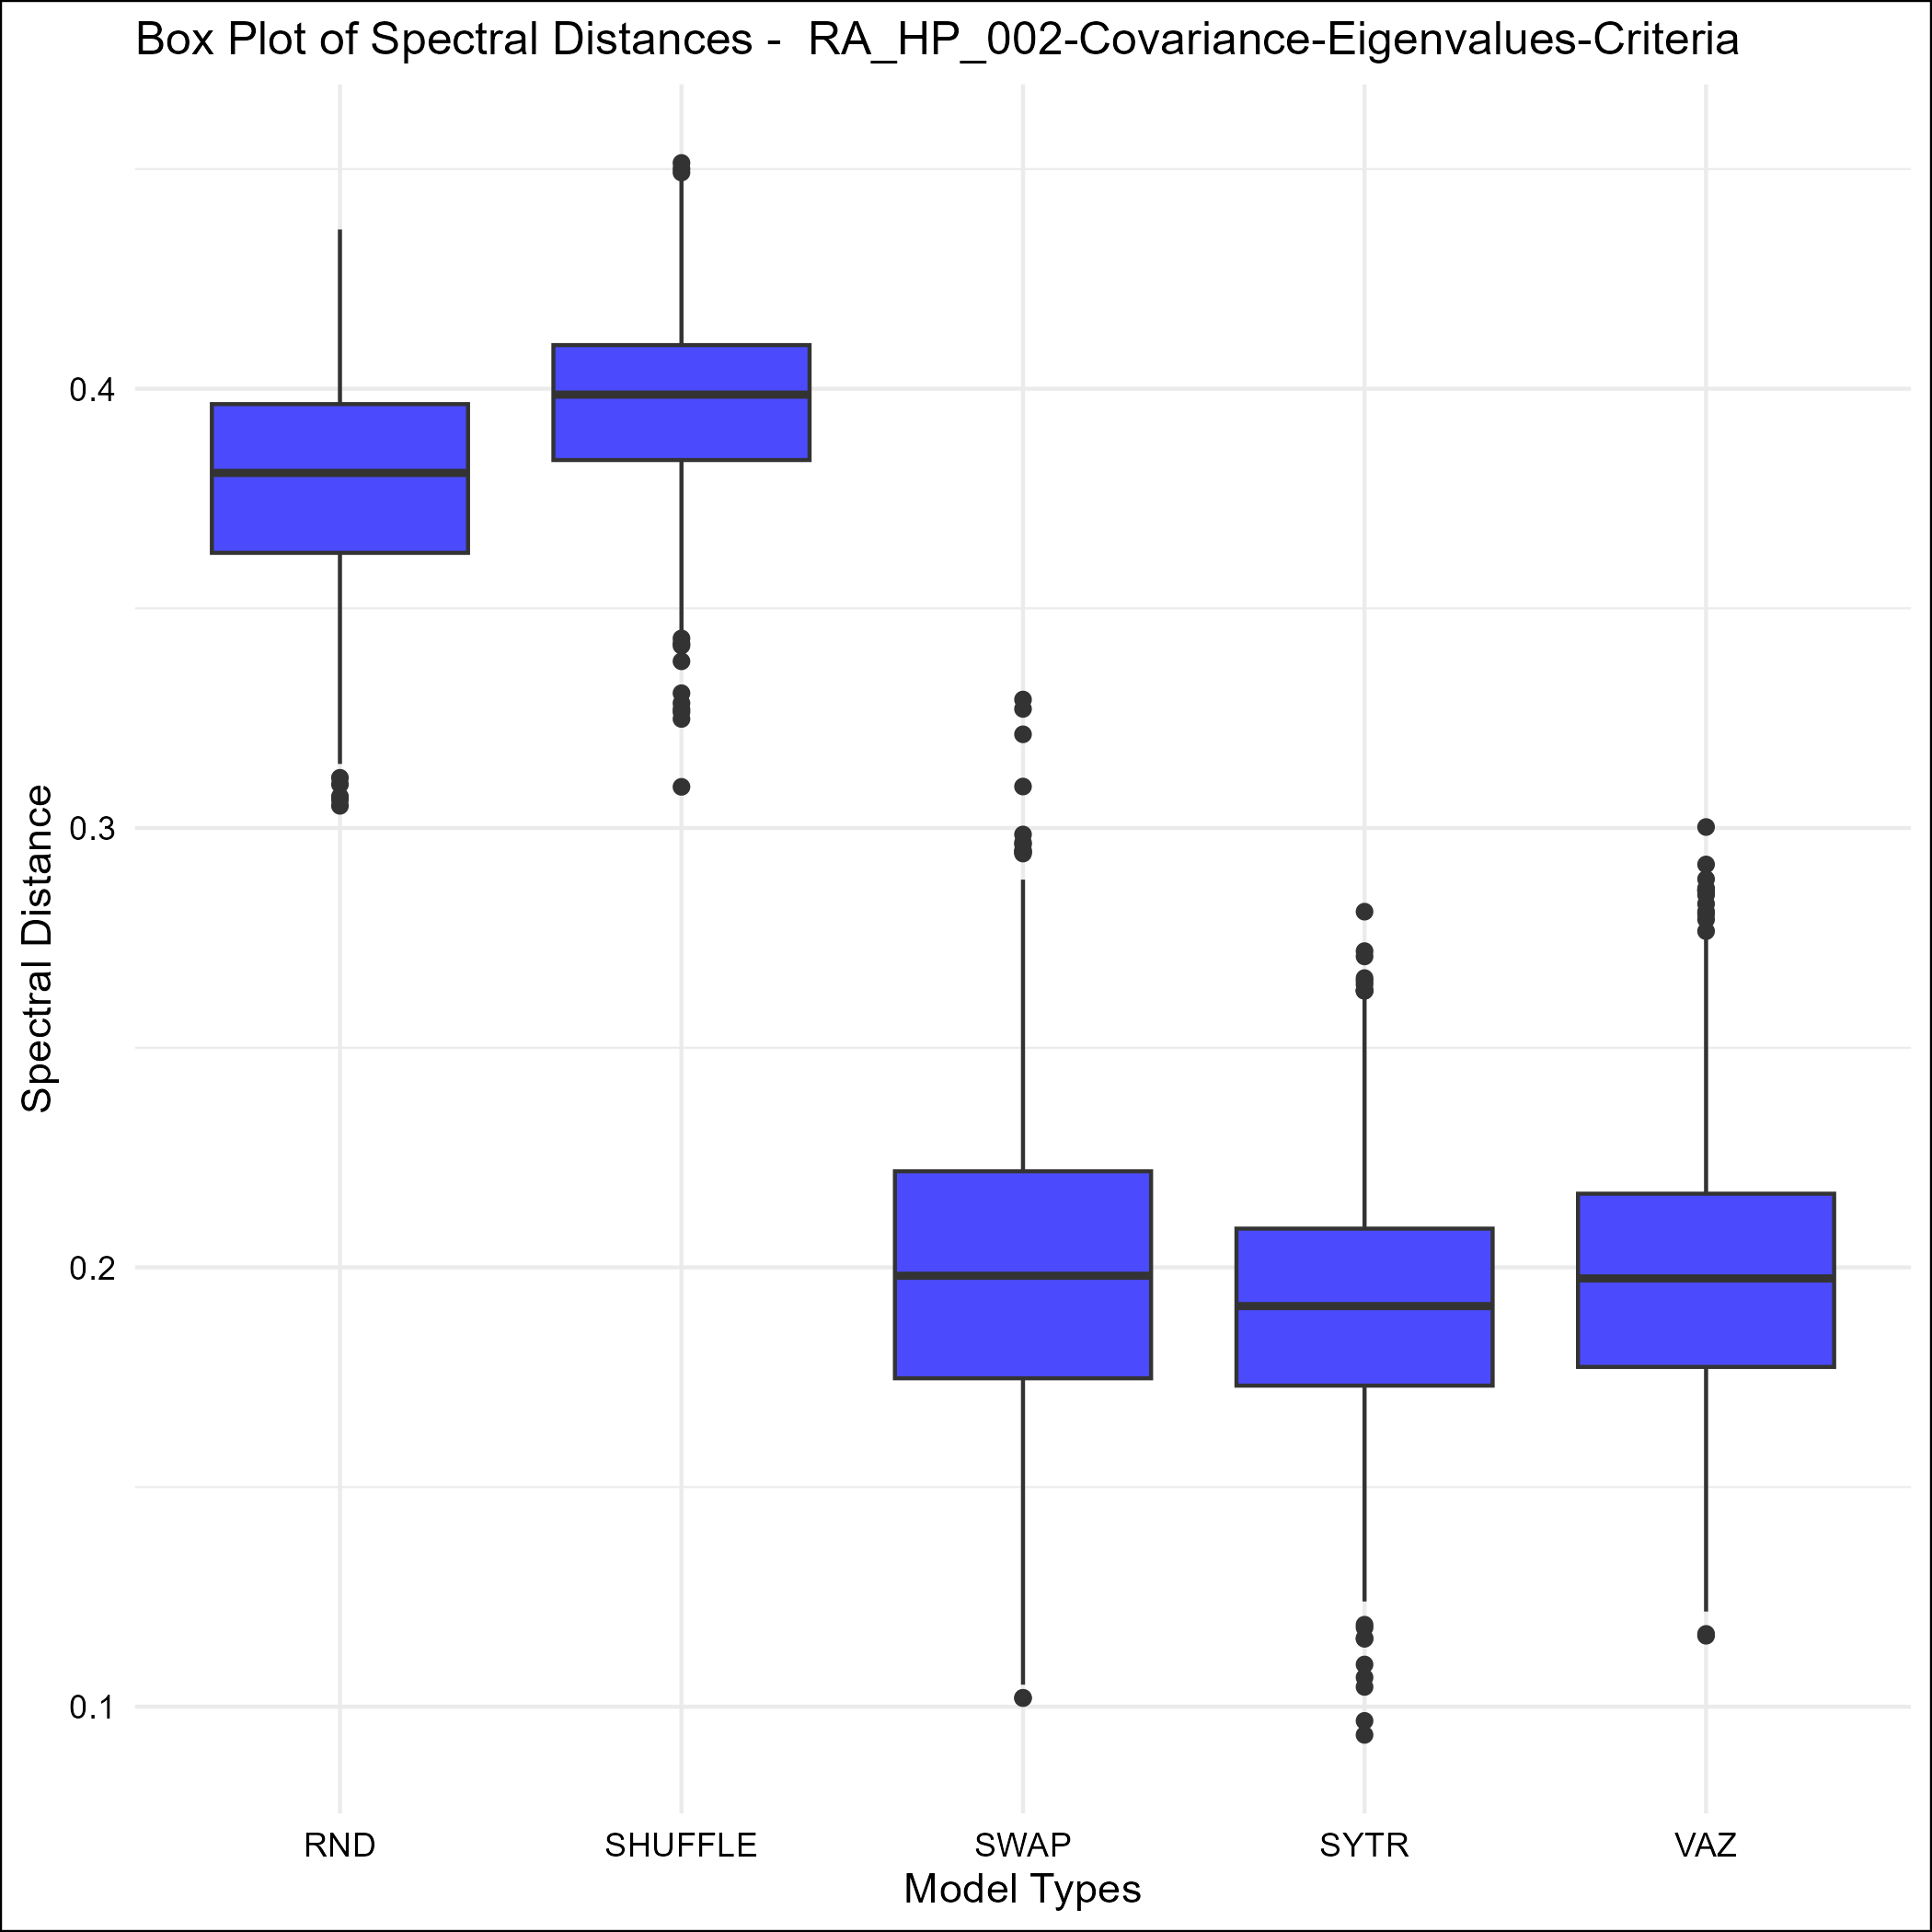 Box Plot of Spectral Distances -  RA_HP_002-Covariance-Eigenvalues-Criteria
Spectral Distance
0.4
0.3
0.2
0.1
RND SHUFFLE SWAP SYTR VAZ
Model Types